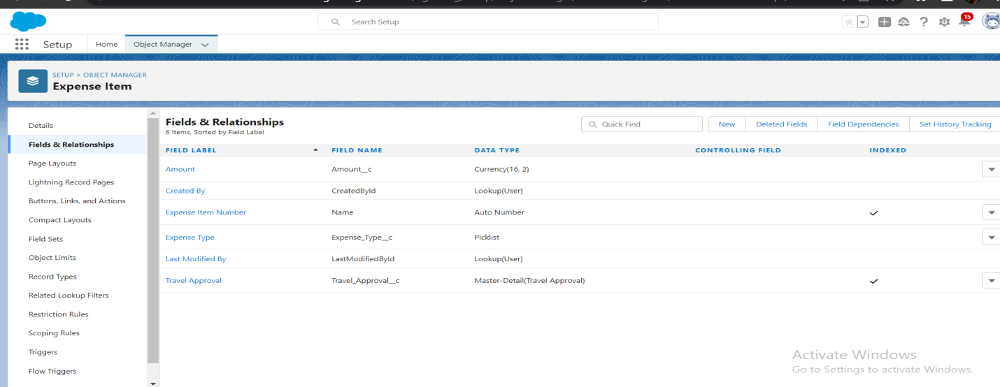 Search Setup
15
Setup Home Object Manager
SETUP > OBJECT MANAGER
Expense Item
Details
Fields & Relationships
Page Layouts
Lightning Record Pages
Buttons, Links, and Actions
Compact Layouts
Field Sets
Object Limits
Record Types
Related Lookup Filters
Restriction Rules
Scoping Rules
Triggers
Flow Triggers
Fields & Relationships
6 Items, Sorted by Field Label
Quick Find New Deleted Fields Field Dependencies Set History Tracking
FIELD LABEL FIELD NAME DATA TYPE CONTROLLING FIELD INDEXED
Amount Amount__c Currency(16, 2)
Created By CreatedById Lookup(User)
Expense Item Number Name Auto Number
Expense Type Expense_Type__c Picklist
Last Modified By LastModifiedById Lookup(User)
Travel Approval Travel_Approval__c Master-Detail(Travel Approval)
Activate Windows
Go to Settings to activate Windows.